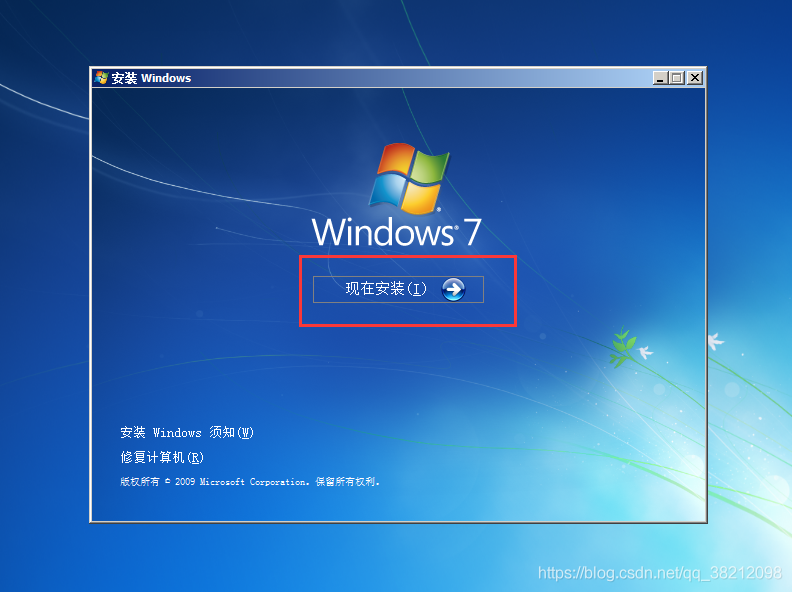 安装 Windows
Windows® 7
现在安装(I)
安装 Windows 须知(W)
修复计算机(R)
版权所有 © 2009 Microsoft Corporation。保留所有权利。
https://blog.csdn.net/qq_38212098